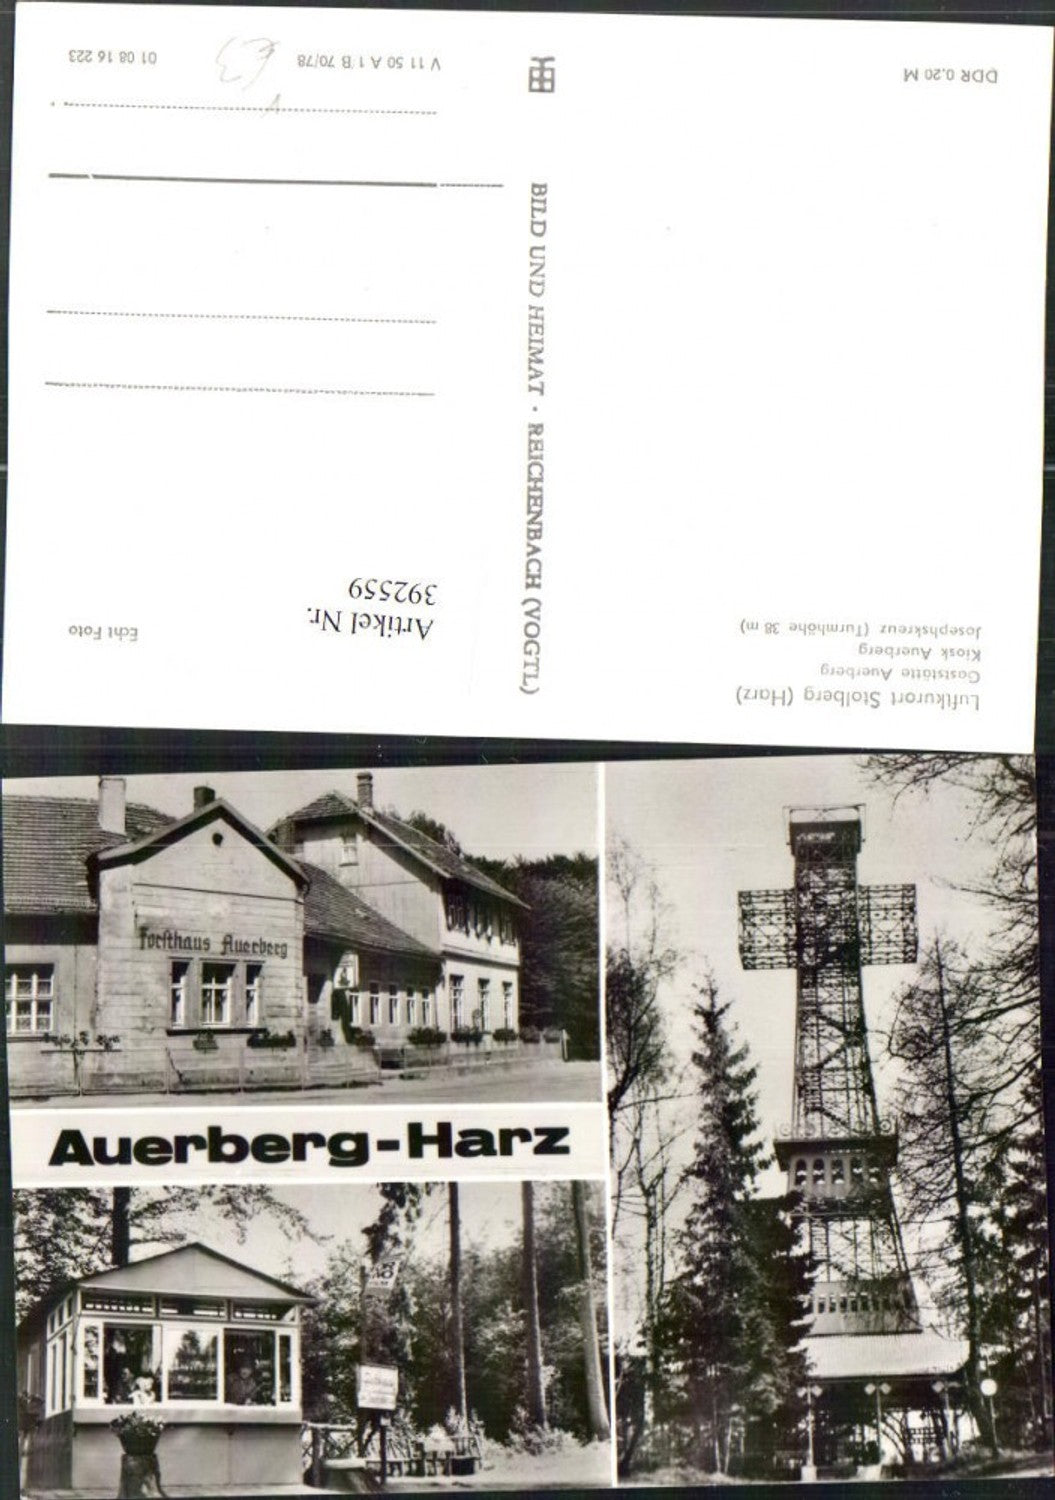 Luftkurort Stolberg (Harz)
Gaststätte Auerberg
Kiosk Auerberg
Josephskreuz (Turmhöhe 38 m)
Echt Foto
Artikel Nr.
392559
BILD UND HEIMAT · REICHENBACH (VOGTL)
DDR 0,20 M
V 11 50 A 1/B 70/78
01 08 16 223
Forsthaus Auerberg
Auerberg-Harz